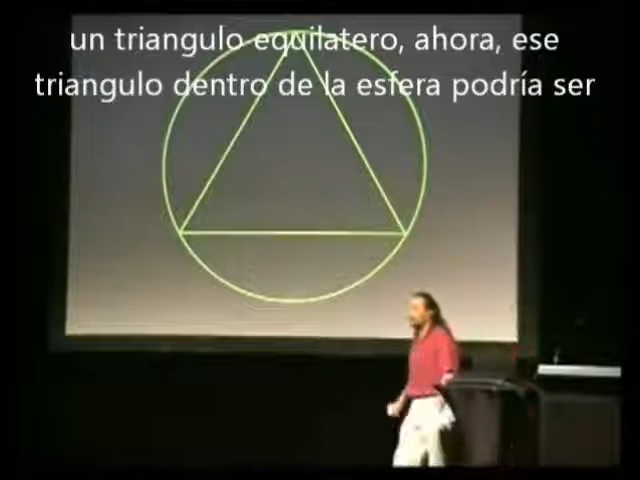 un triangulo equilatero, ahora, ese
triangulo dentro de la esfera podría ser